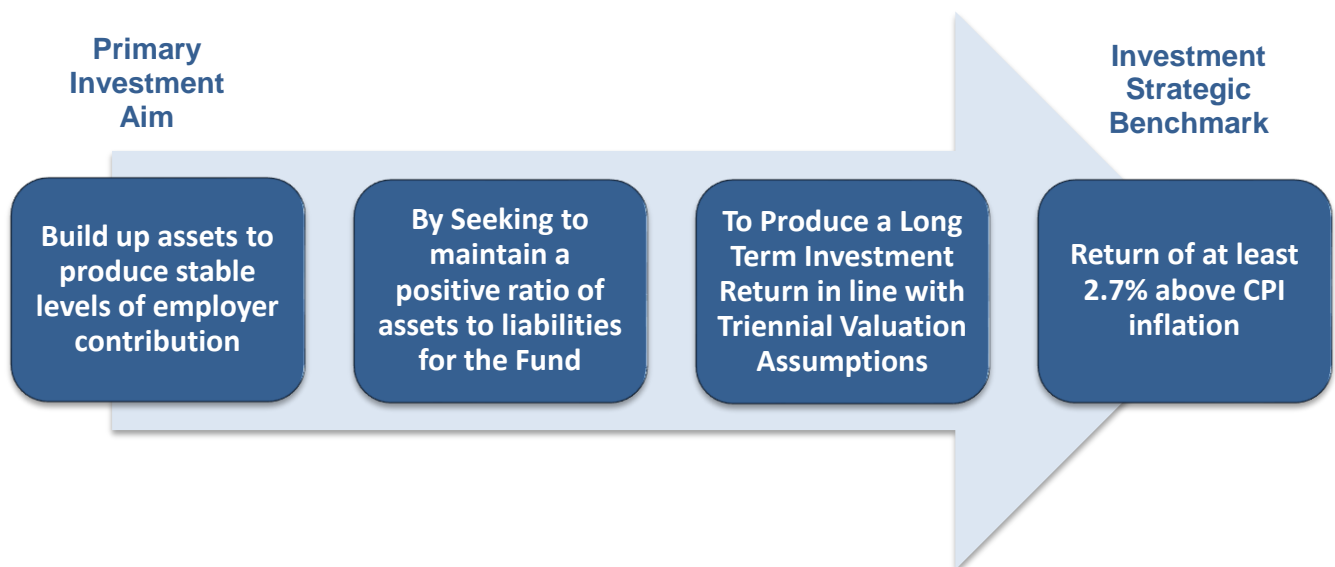 Primary
Investment
Aim
Investment
Strategic
Benchmark
Build up assets to
produce stable
levels of employer
contribution
By Seeking to
maintain a
positive ratio of
assets to liabilities
for the Fund
To Produce a Long
Term Investment
Return in line with
Triennial Valuation
Assumptions
Return of at least
2.7% above CPI
inflation